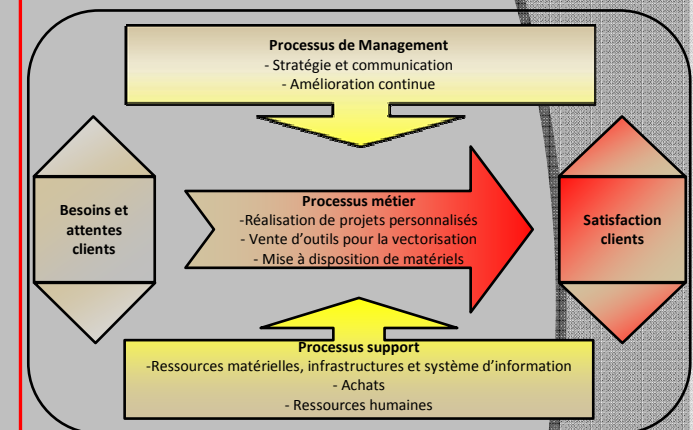 Processus de Management
- Stratégie et communication
- Amélioration continue
Besoins et
attentes
clients
Processus métier
-Réalisation de projets personnalisés
- Vente d'outils pour la vectorisation
- Mise à disposition de matériels
Satisfaction
clients
Processus support
-Ressources matérielles, infrastructures et système d'information
- Achats
- Ressources humaines